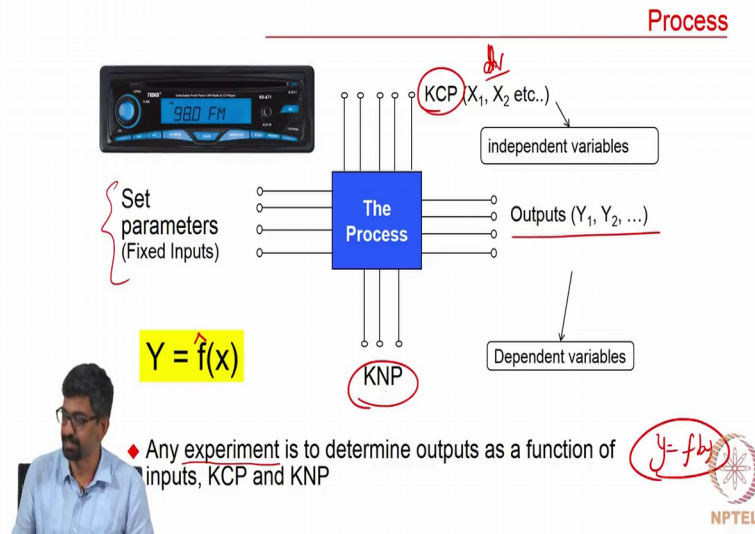 Process
98.0 FM
KCP (X1, X2 etc..)
independent variables
Set
parameters
(Fixed Inputs)
The
Process
Outputs (Y1, Y2, …)
Y = f(x)
KNP
Dependent variables
Any experiment is to determine outputs as a function of
inputs, KCP and KNP
NPTEL